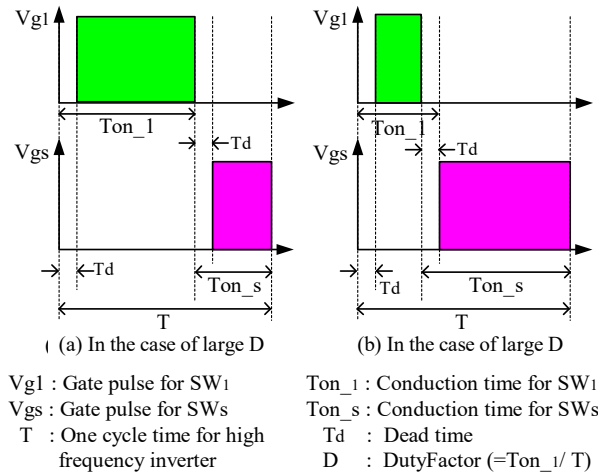 Vg1
Ton_1
Td
Vgs
Td
Ton_s
T
( (a) In the case of large D
Vg1
Ton_1
Td
Vgs
Td
Ton_s
T
(b) In the case of large D
Vg1 : Gate pulse for SW1
Vgs : Gate pulse for SWs
T : One cycle time for high
frequency inverter
Ton_1 : Conduction time for SW1
Ton_s : Conduction time for SWs
Td : Dead time
D : DutyFactor (=Ton_1/ T)